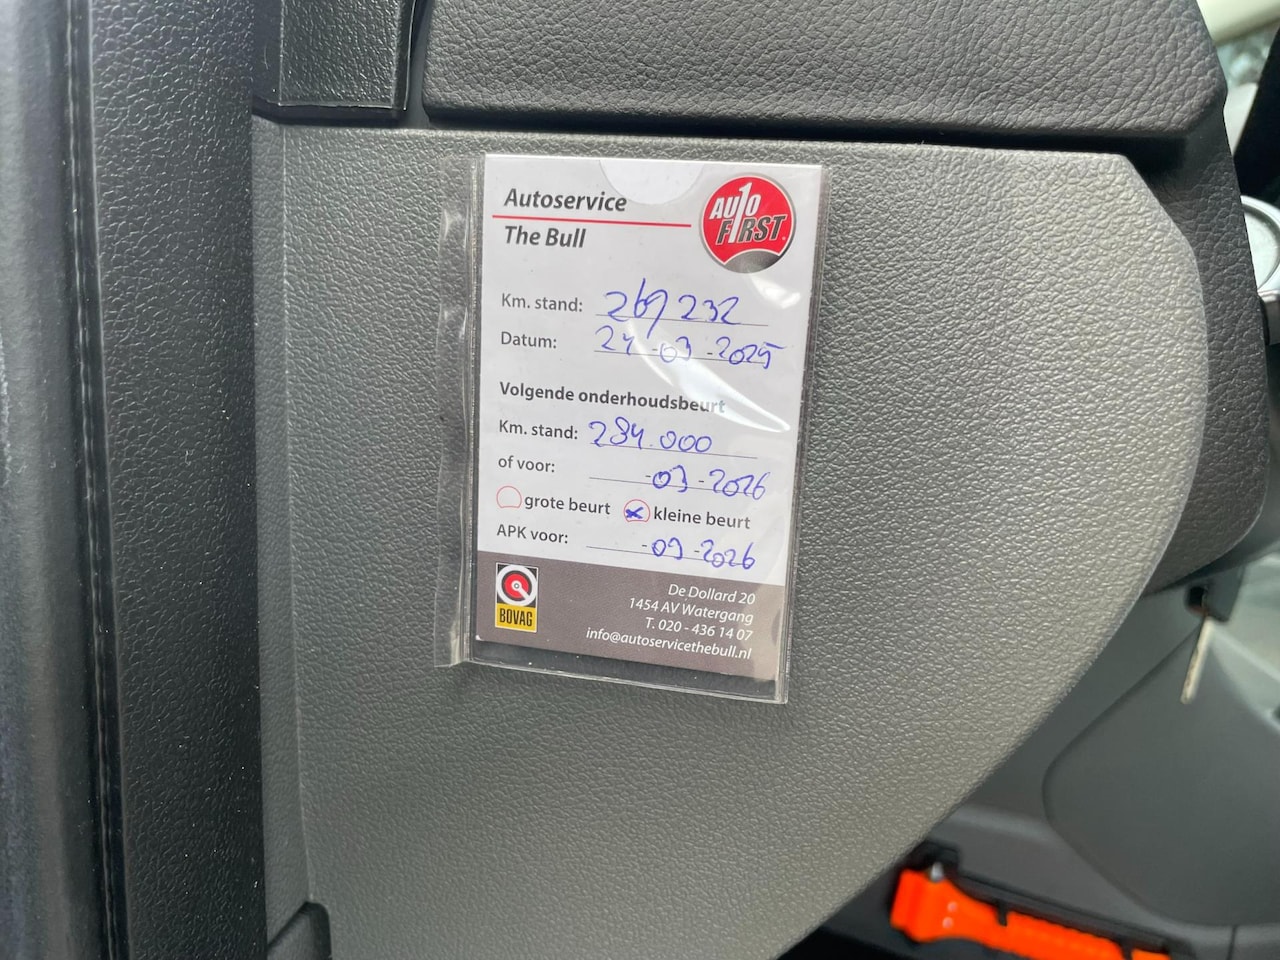 Autoservice
The Bull
AUTO
F1RST
Km. stand: 269232
Datum: 24-03-2025
Volgende onderhoudsbeurt
Km. stand: 284.000
of voor: -03-2026
grote beurt kleine beurt
APK voor: -03-2026
BOVAG
De Dollard 20
1454 AV Watergang
T. 020 - 436 14 07
info@autoservicethebull.nl